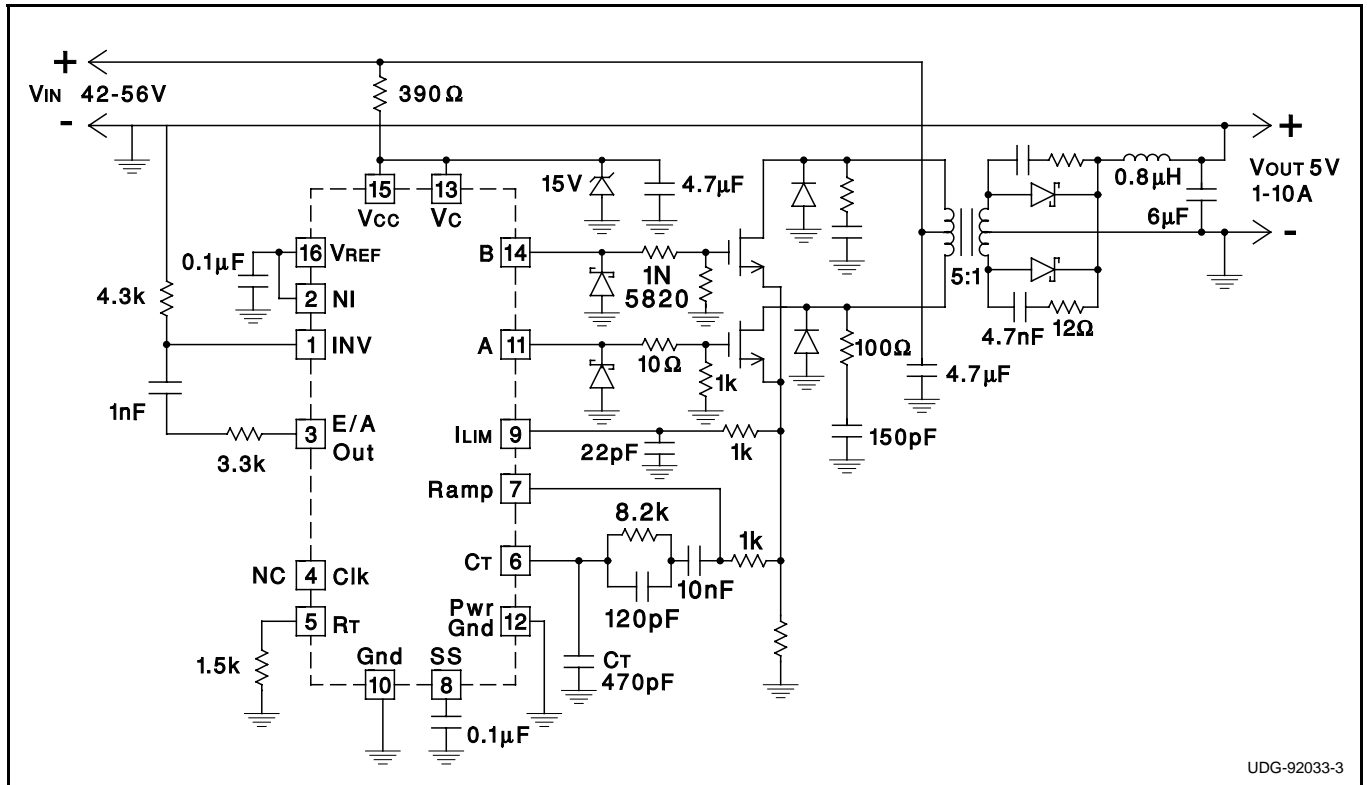 +
VIN 42-56V
-
390Ω
+
VOUT 5V
1-10A
-
15
VCC
13
VC
15V
4.7µF
0.8µH
6µF
16 VREF
0.1µF
2 NI
4.3k
1 INV
1nF
3 E/A
Out
3.3k
B 14
1N
5820
5:1
4.7nF
12Ω
A 11
10Ω
1k
100Ω
4.7µF
150pF
ILIM 9
22pF
1k
Ramp 7
8.2k
1k
CT 6
10nF
120pF
NC 4 Clk
5 RT
1.5k
Pwr
Gnd 12
CT
470pF
Gnd
10
SS
8
0.1µF
UDG-92033-3